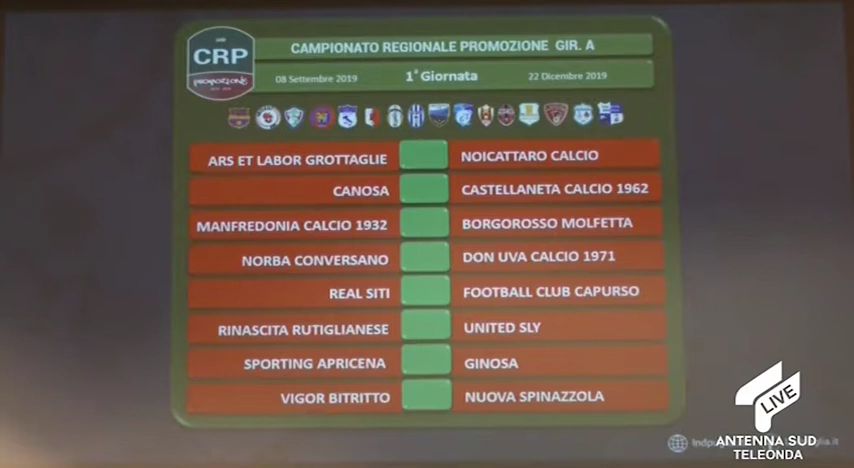 CRP
PROMOZIONE
CAMPIONATO REGIONALE PROMOZIONE GIR. A
08 Settembre 2019 1ª Giornata 22 Dicembre 2019
ARS ET LABOR GROTTAGLIE NOICATTARO CALCIO
CANOSA CASTELLANETA CALCIO 1962
MANFREDONIA CALCIO 1932 BORGOROSSO MOLFETTA
NORBA CONVERSANO DON UVA CALCIO 1971
REAL SITI FOOTBALL CLUB CAPURSO
RINASCITA RUTIGLIANESE UNITED SLY
SPORTING APRICENA GINOSA
VIGOR BITRITTO NUOVA SPINAZZOLA
LIVE
ANTENNA SUD
TELEONDA